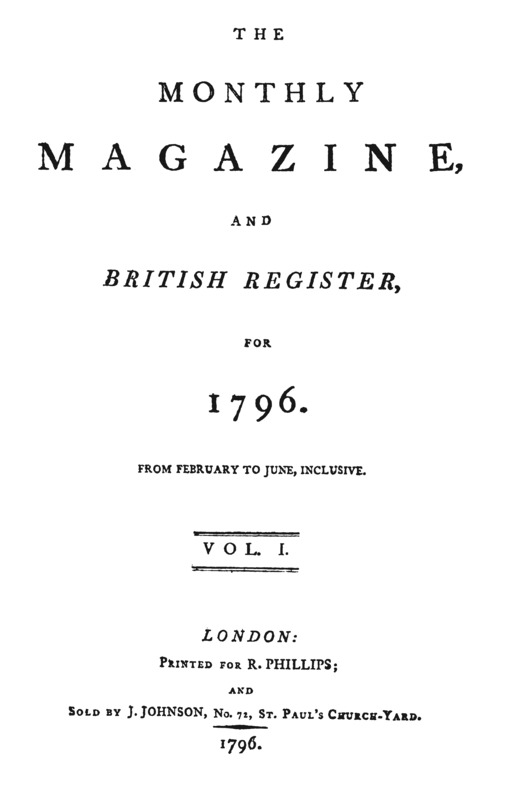 THE
MONTHLY
MAGAZINE,
AND
BRITISH REGISTER,
FOR
1796.
FROM FEBRUARY TO JUNE, INCLUSIVE.
VOL. I.
LONDON:
PRINTED FOR R. PHILLIPS;
AND
SOLD BY J. JOHNSON, No. 72, ST. PAUL'S CHURCH-YARD.
1796.